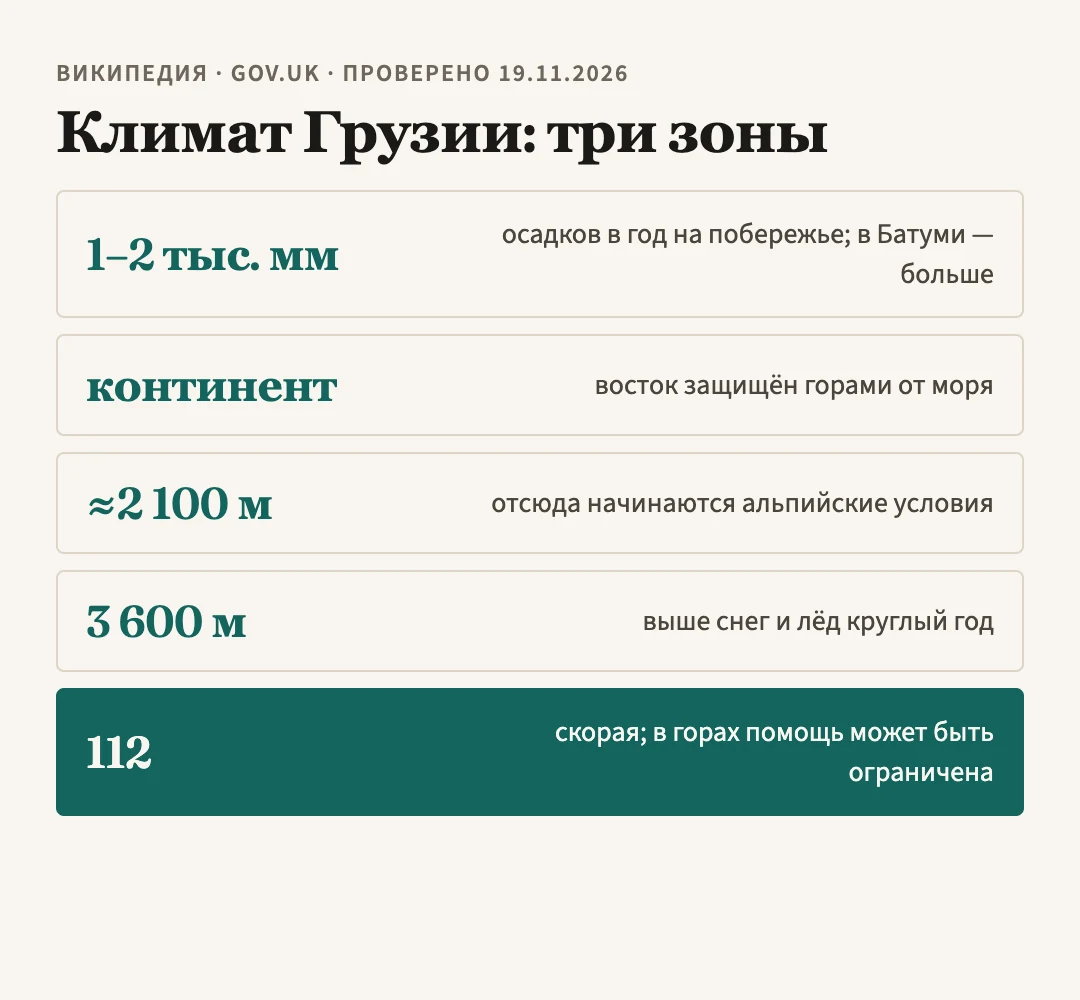 ВИКИПЕДИЯ · GOV.UK · ПРОВЕРЕНО 19.11.2026
Климат Грузии: три зоны
1–2 тыс. мм
осадков в год на побережье; в Батуми —
больше
континент
восток защищён горами от моря
≈2 100 м
отсюда начинаются альпийские условия
3 600 м
выше снег и лёд круглый год
112
скорая; в горах помощь может быть
ограничена